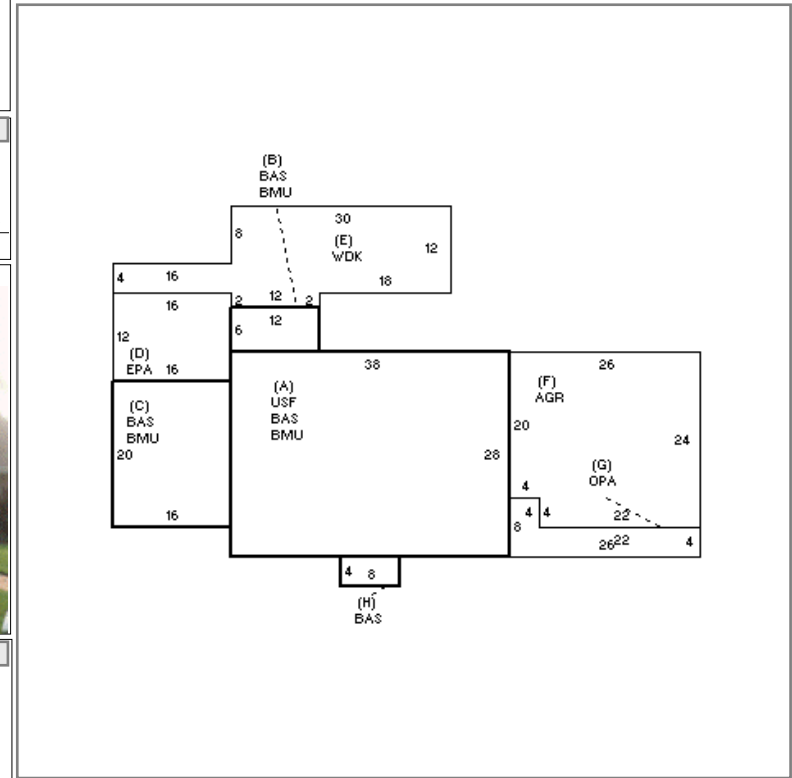 (B)
BAS
BMU
30
8
(E)
WDK
12
18
4
16
16
2
12
2
12
6
12
(D)
EPA
16
38
26
(A)
USF
BAS
BMU
(F)
AGR
(C)
BAS
BMU
20
28
20
24
(G)
OPA
4
4
4
22
16
8
26
22
4
4
8
(H)
BAS